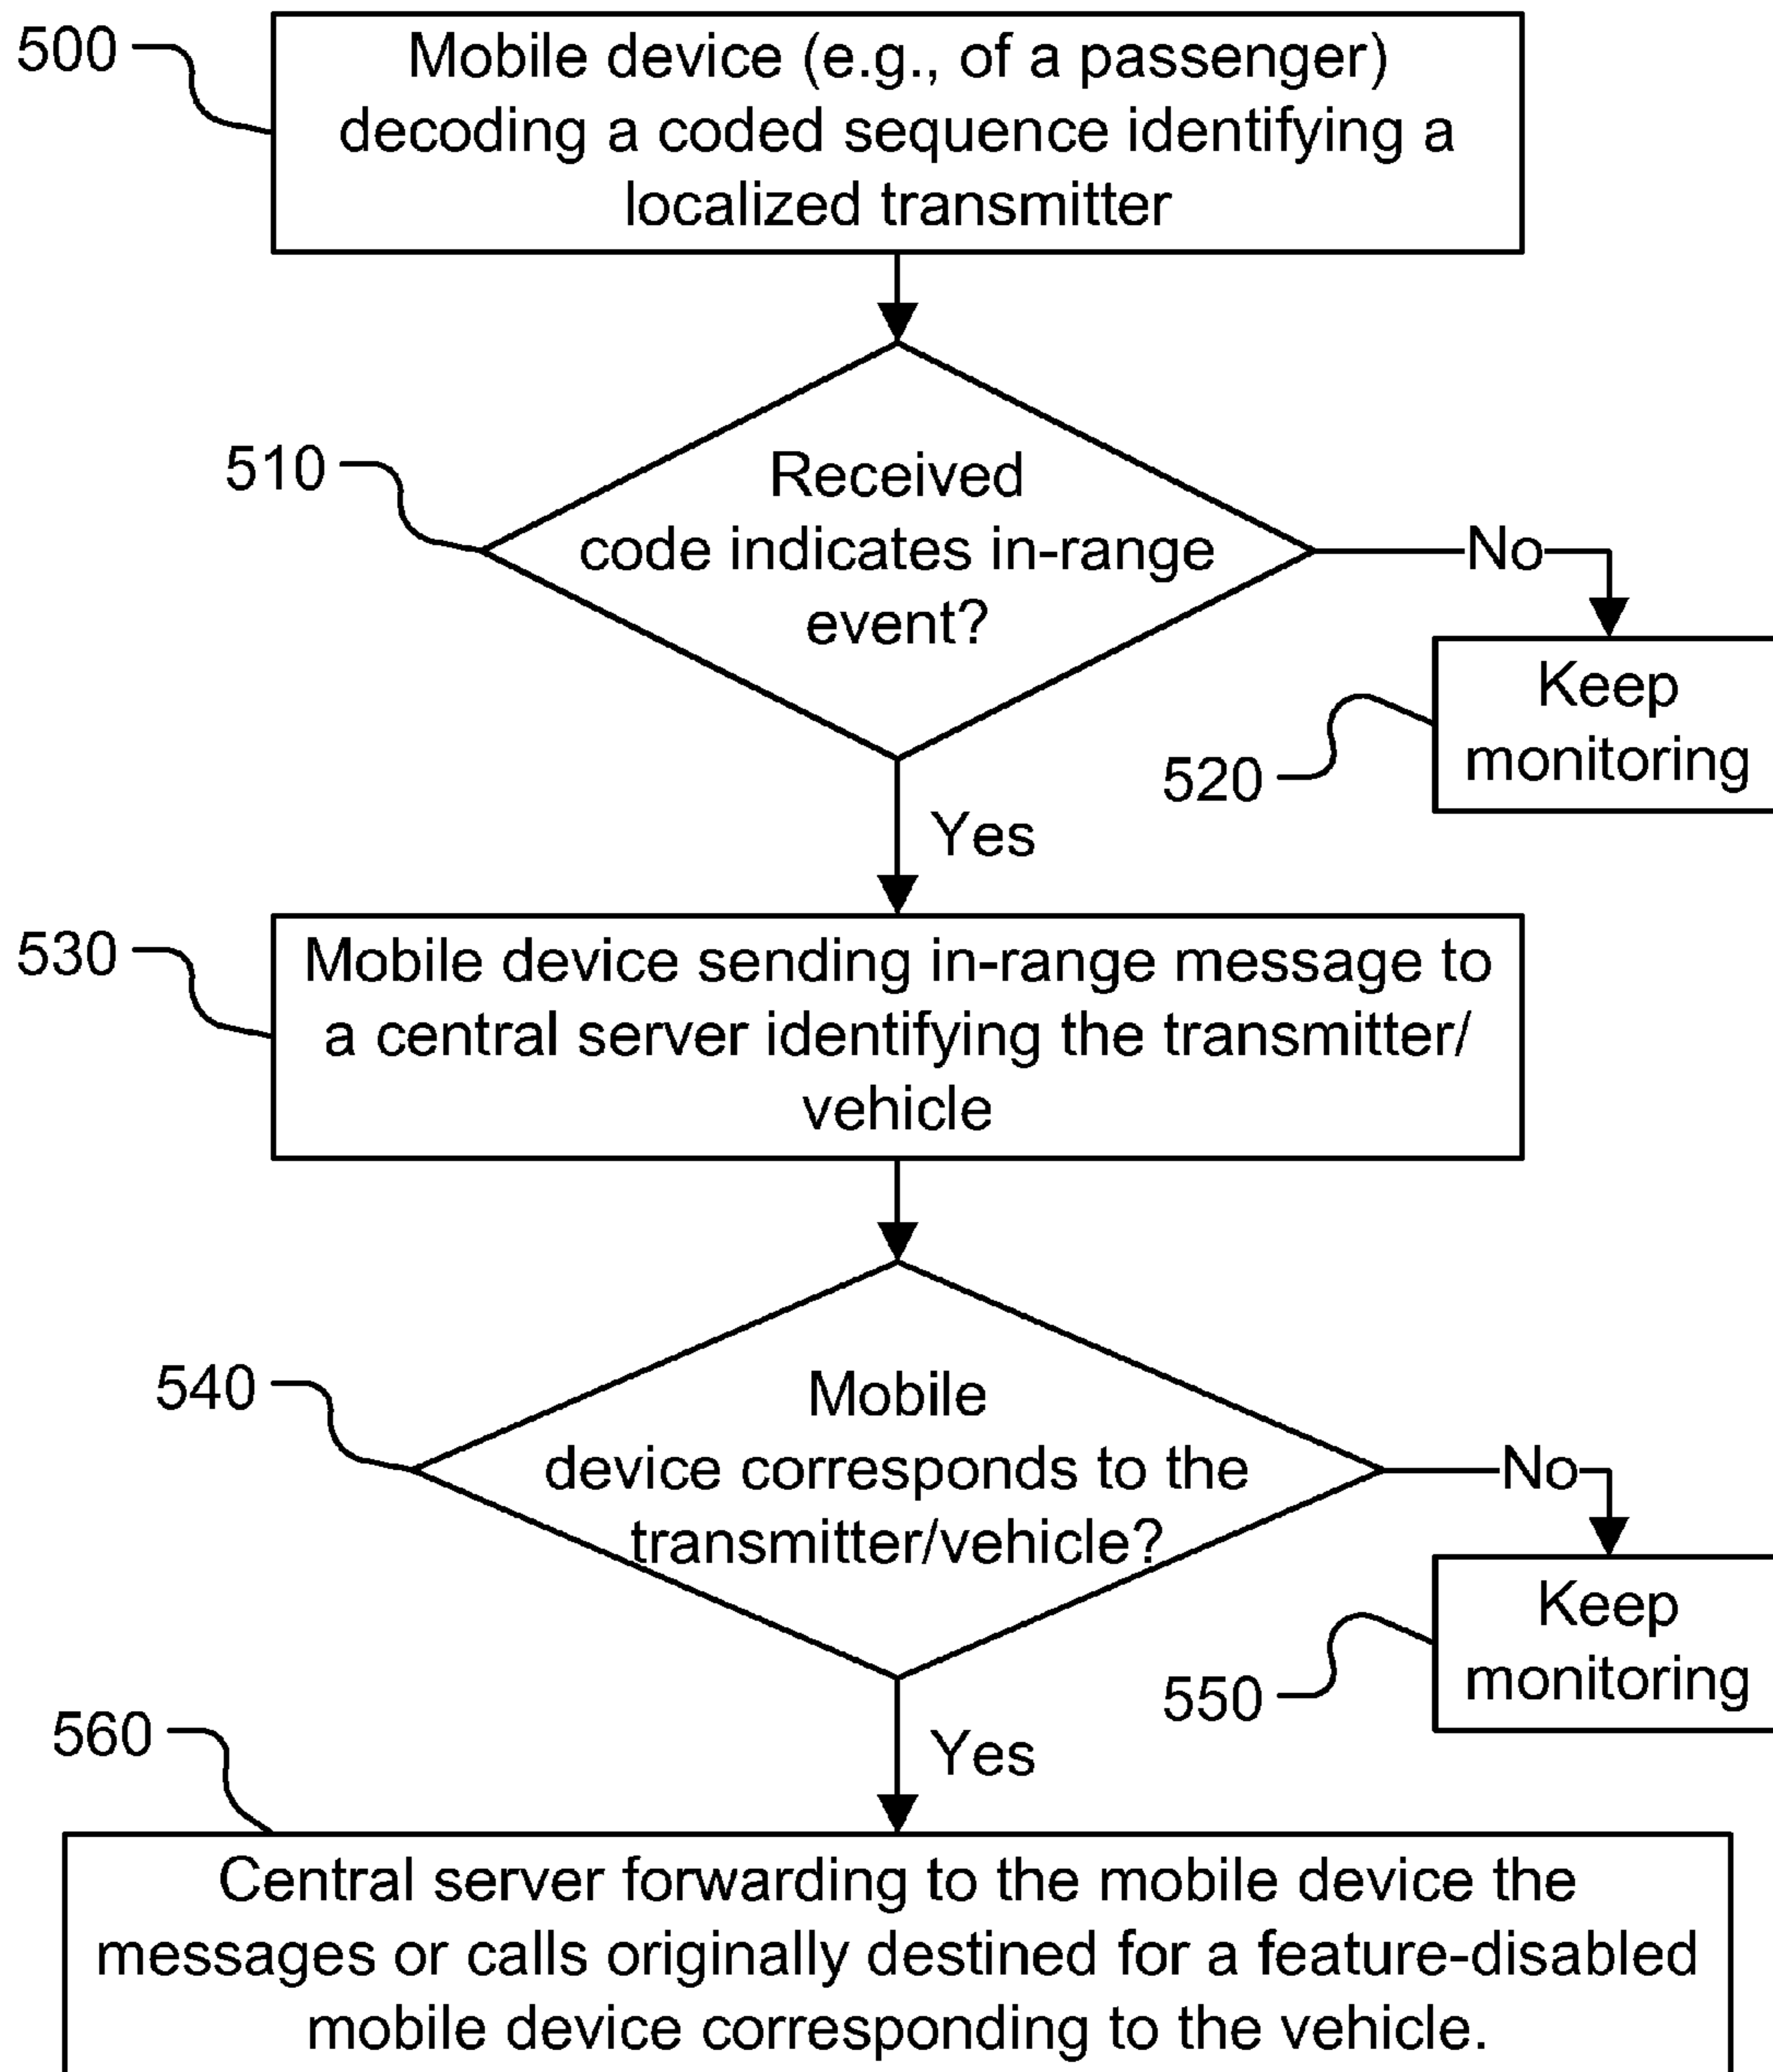 500
Mobile device (e.g., of a passenger)
decoding a coded sequence identifying a
localized transmitter
510
Received
code indicates in-range
event?
No
Keep
monitoring
520
Yes
530
Mobile device sending in-range message to
a central server identifying the transmitter/
vehicle
540
Mobile
device corresponds to the
transmitter/vehicle?
No
Keep
monitoring
550
Yes
560
Central server forwarding to the mobile device the
messages or calls originally destined for a feature-disabled
mobile device corresponding to the vehicle.